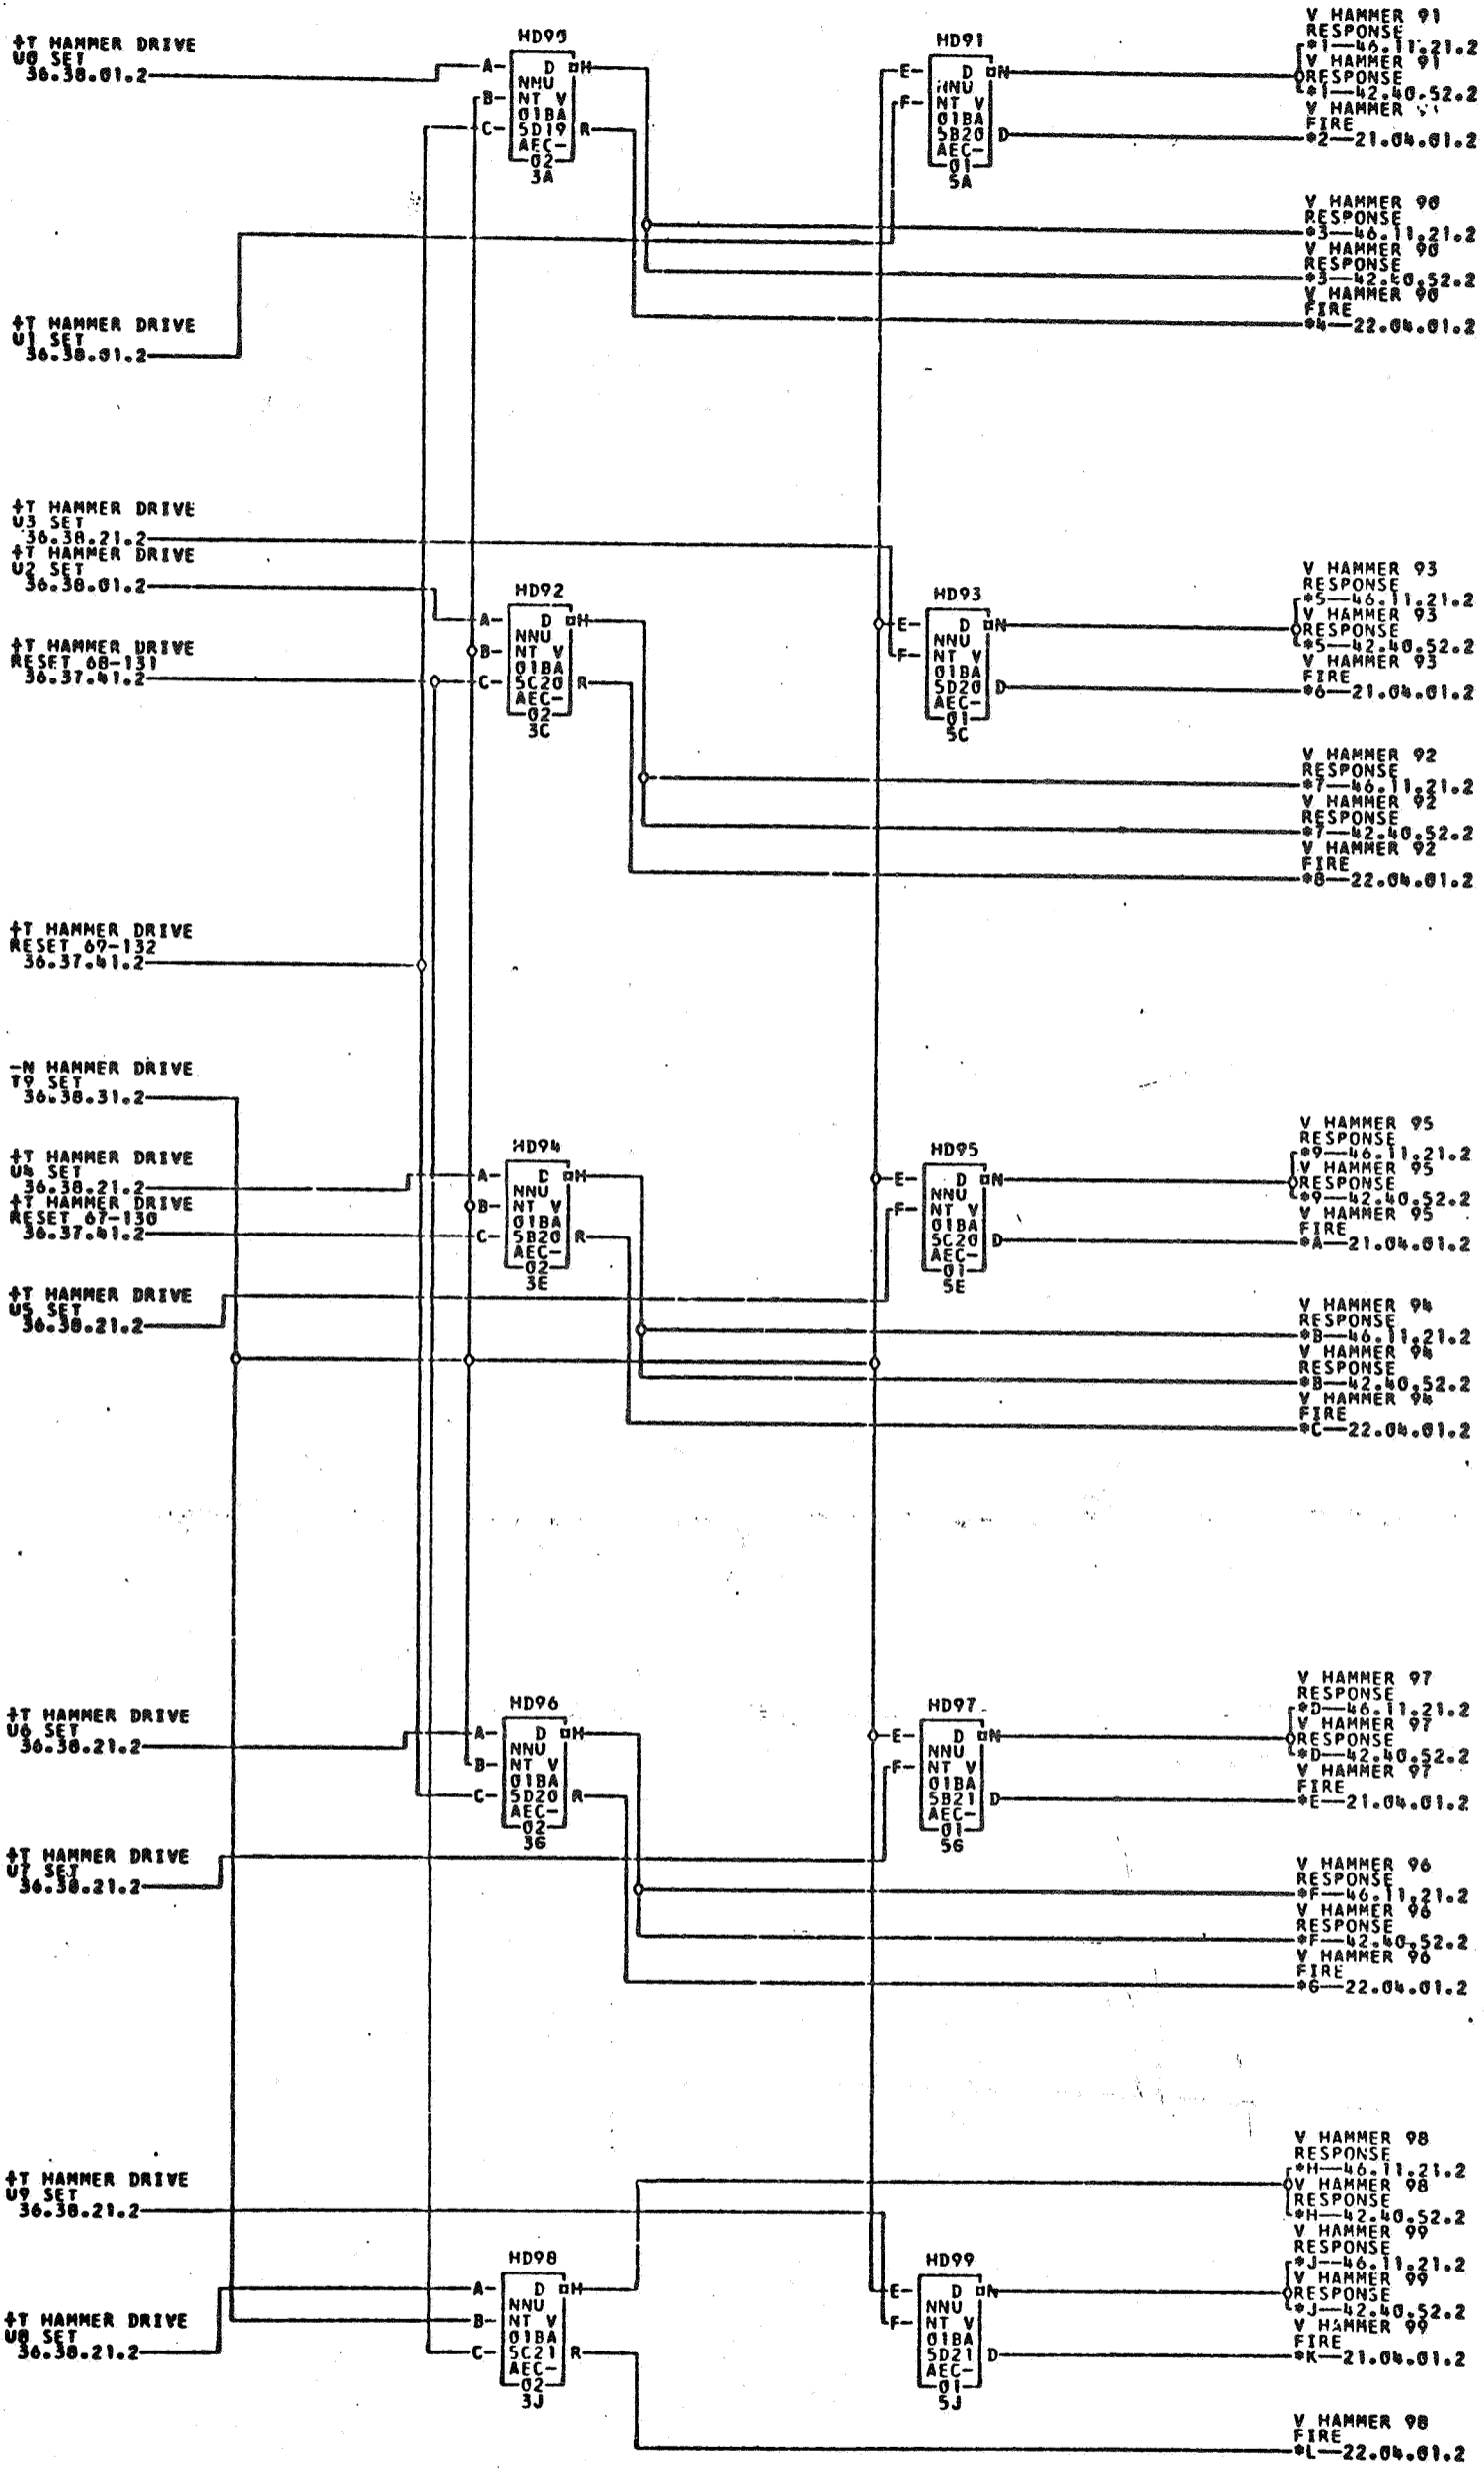 +T HAMMER DRIVE
U0 SET
36.38.01.2
+T HAMMER DRIVE
U1 SET
36.38.01.2
+T HAMMER DRIVE
U3 SET
36.38.21.2
+T HAMMER DRIVE
U2 SET
36.38.01.2
+T HAMMER DRIVE
RESET 68-131
36.37.41.2
+T HAMMER DRIVE
RESET 69-132
36.37.41.2
-N HAMMER DRIVE
T9 SET
36.38.31.2
+T HAMMER DRIVE
U4 SET
36.38.21.2
+T HAMMER DRIVE
RESET 67-130
36.37.41.2
+T HAMMER DRIVE
U5 SET
36.38.21.2
+T HAMMER DRIVE
U6 SET
36.38.21.2
+T HAMMER DRIVE
U7 SET
36.38.21.2
+T HAMMER DRIVE
U9 SET
36.38.21.2
+T HAMMER DRIVE
U8 SET
36.38.21.2
HD90
A- D H
NNU
B- NT V
01BA
C- 5D19 R
AEC-
02
3A
HD92
A- D H
NNU
B- NT V
01BA
C- 5C20 R
AEC-
02
3C
HD94
A- D H
NNU
B- NT V
01BA
C- 5B20 R
AEC-
02
3E
HD96
A- D H
NNU
B- NT V
01BA
C- 5D20 R
AEC-
02
3G
HD98
A- D H
NNU
B- NT V
01BA
C- 5C21 R
AEC-
02
3J
HD91
E- D N
NNU
F- NT V
01BA
5B20 D
AEC-
01
5A
HD93
E- D N
NNU
F- NT V
01BA
5D20 D
AEC-
01
5C
HD95
E- D N
NNU
F- NT V
01BA
5C20 D
AEC-
01
5E
HD97
E- D N
NNU
F- NT V
01BA
5B21 D
AEC-
01
5G
HD99
E- D N
NNU
F- NT V
01BA
5D21 D
AEC-
01
5J
V HAMMER 91
RESPONSE
*1—46.11.21.2
V HAMMER 91
RESPONSE
*1—42.40.52.2
V HAMMER
FIRE
*2—21.04.01.2
V HAMMER 90
RESPONSE
*3—46.11.21.2
V HAMMER 90
RESPONSE
*3—42.40.52.2
V HAMMER 90
FIRE
*4—22.04.01.2
V HAMMER 93
RESPONSE
*5—46.11.21.2
V HAMMER 93
RESPONSE
*5—42.40.52.2
V HAMMER 93
FIRE
*6—21.04.01.2
V HAMMER 92
RESPONSE
*7—46.11.21.2
V HAMMER 92
RESPONSE
*7—42.40.52.2
V HAMMER 92
FIRE
*8—22.04.01.2
V HAMMER 95
RESPONSE
*9—46.11.21.2
V HAMMER 95
RESPONSE
*9—42.40.52.2
V HAMMER 95
FIRE
*A—21.04.01.2
V HAMMER 94
RESPONSE
*B—46.11.21.2
V HAMMER 94
RESPONSE
*B—42.40.52.2
V HAMMER 94
FIRE
*C—22.04.01.2
V HAMMER 97
RESPONSE
*D—46.11.21.2
V HAMMER 97
RESPONSE
*D—42.40.52.2
V HAMMER 97
FIRE
*E—21.04.01.2
V HAMMER 96
RESPONSE
*F—46.11.21.2
V HAMMER 96
RESPONSE
*F—42.40.52.2
V HAMMER 96
FIRE
*G—22.04.01.2
V HAMMER 98
RESPONSE
*H—46.11.21.2
V HAMMER 98
RESPONSE
*H—42.40.52.2
V HAMMER 99
RESPONSE
*J—46.11.21.2
V HAMMER 99
RESPONSE
*J—42.40.52.2
V HAMMER 99
FIRE
*K—21.04.01.2
V HAMMER 98
FIRE
*L—22.04.01.2